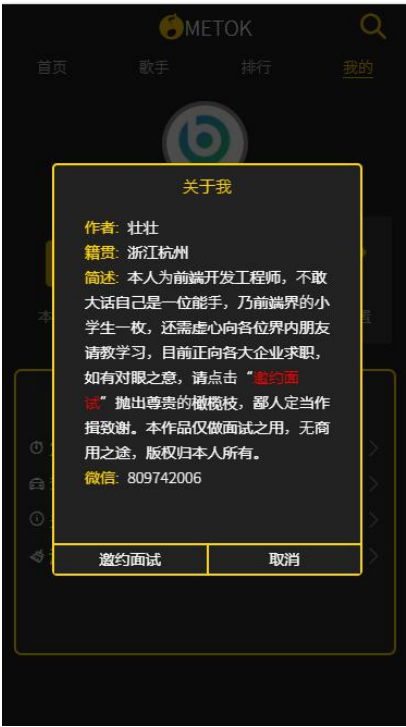 METOK
首页 歌手 排行 我的
关于我
作者: 壮壮
籍贯: 浙江杭州
简述: 本人为前端开发工程师，不敢
大话自己是一位能手，乃前端界的小
学生一枚，还需虚心向各位界内朋友
请教学习，目前正向各大企业求职，
如有对眼之意，请点击“邀约面
试”抛出尊贵的橄榄枝，鄙人定当作
揖致谢。本作品仅做面试之用，无商
用之途，版权归本人所有。
微信: 809742006
邀约面试 取消